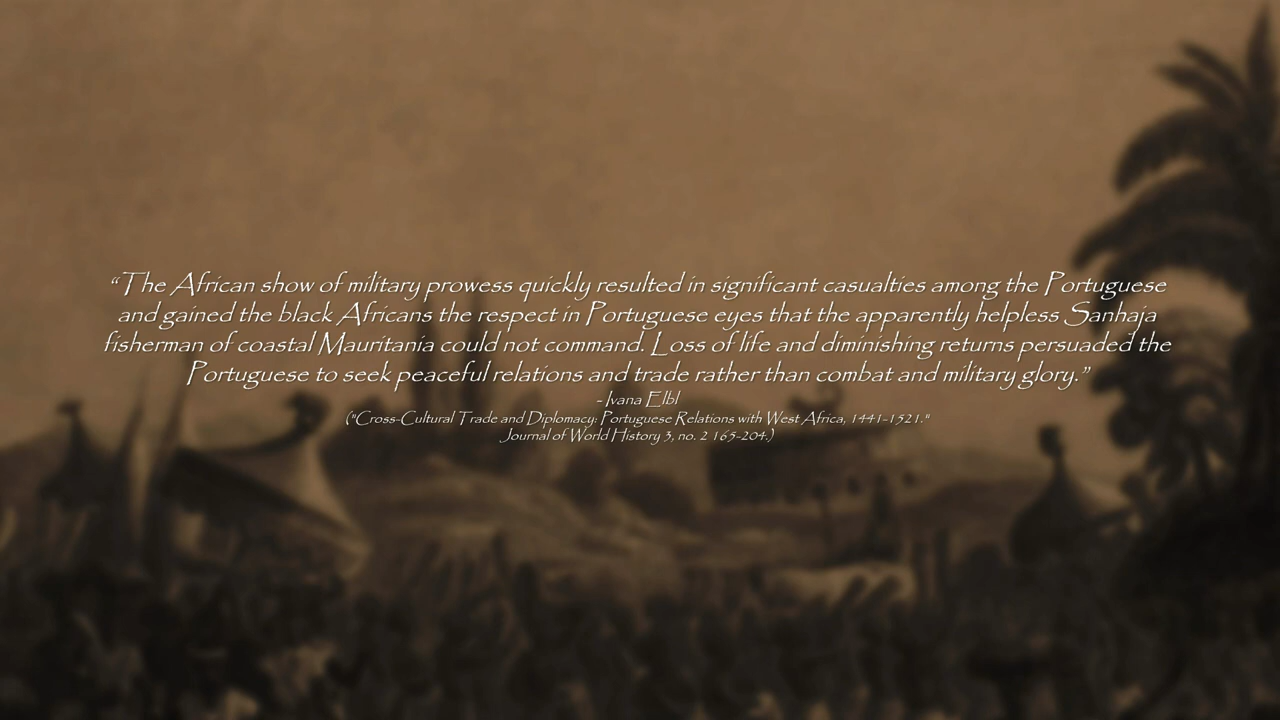 “The African show of military prowess quickly resulted in significant casualties among the Portuguese
and gained the black Africans the respect in Portuguese eyes that the apparently helpless Sanhaja
fisherman of coastal Mauritania could not command. Loss of life and diminishing returns persuaded the
Portuguese to seek peaceful relations and trade rather than combat and military glory.”
- Ivana Elbl
("Cross-Cultural Trade and Diplomacy: Portuguese Relations with West Africa, 1441-1521."
Journal of World History 3, no. 2 165-204.)